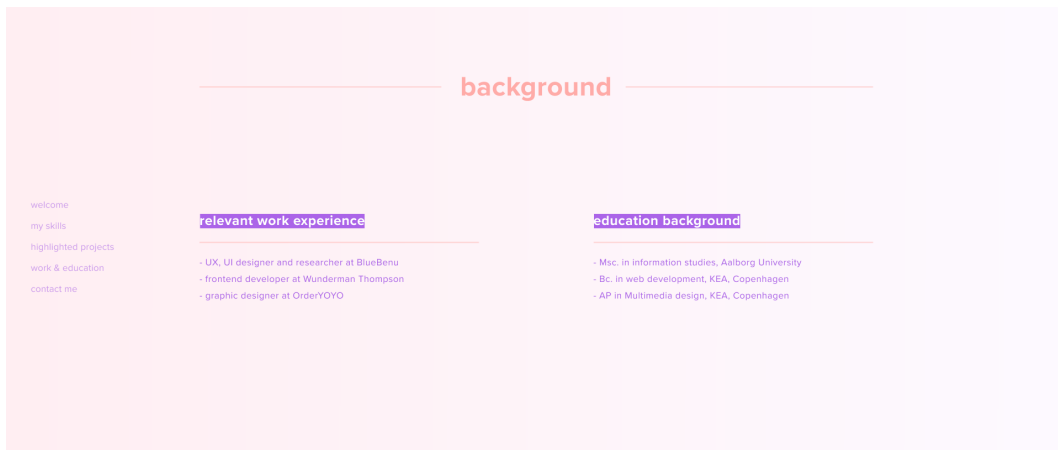 background
welcome
my skills
highlighted projects
work & education
contact me
relevant work experience
- UX, UI designer and researcher at BlueBenu
- frontend developer at Wunderman Thompson
- graphic designer at OrderYOYO
education background
- Msc. in information studies, Aalborg University
- Bc. in web development, KEA, Copenhagen
- AP in Multimedia design, KEA, Copenhagen